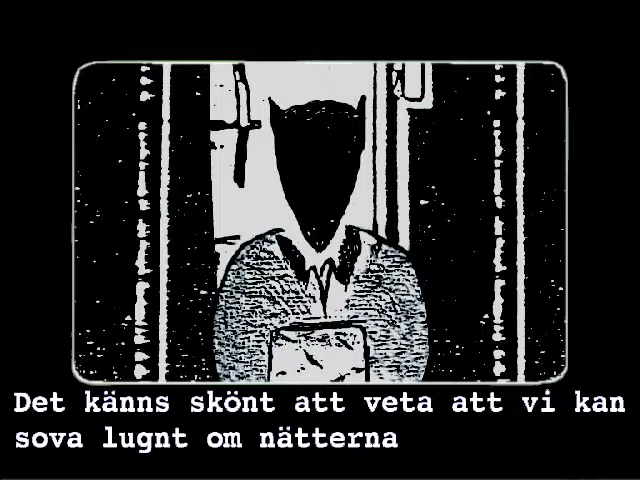 Det känns skönt att veta att vi kan
sova lugnt om nätterna